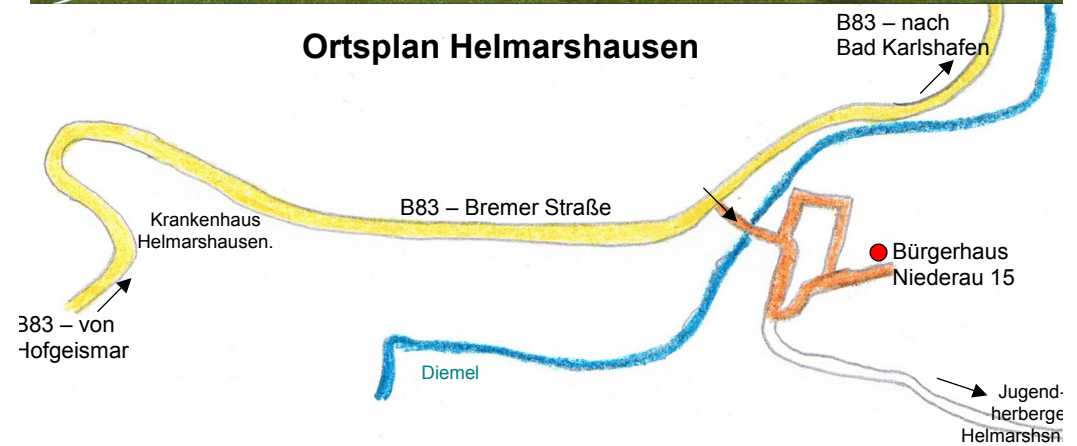 Ortsplan Helmarshausen
B83 – nach
Bad Karlshafen
B83 – Bremer Straße
Krankenhaus
Helmarshausen.
Bürgerhaus
Niederau 15
B83 – von
Hofgeismar
Diemel
Jugend-
herberge
Helmarshsn